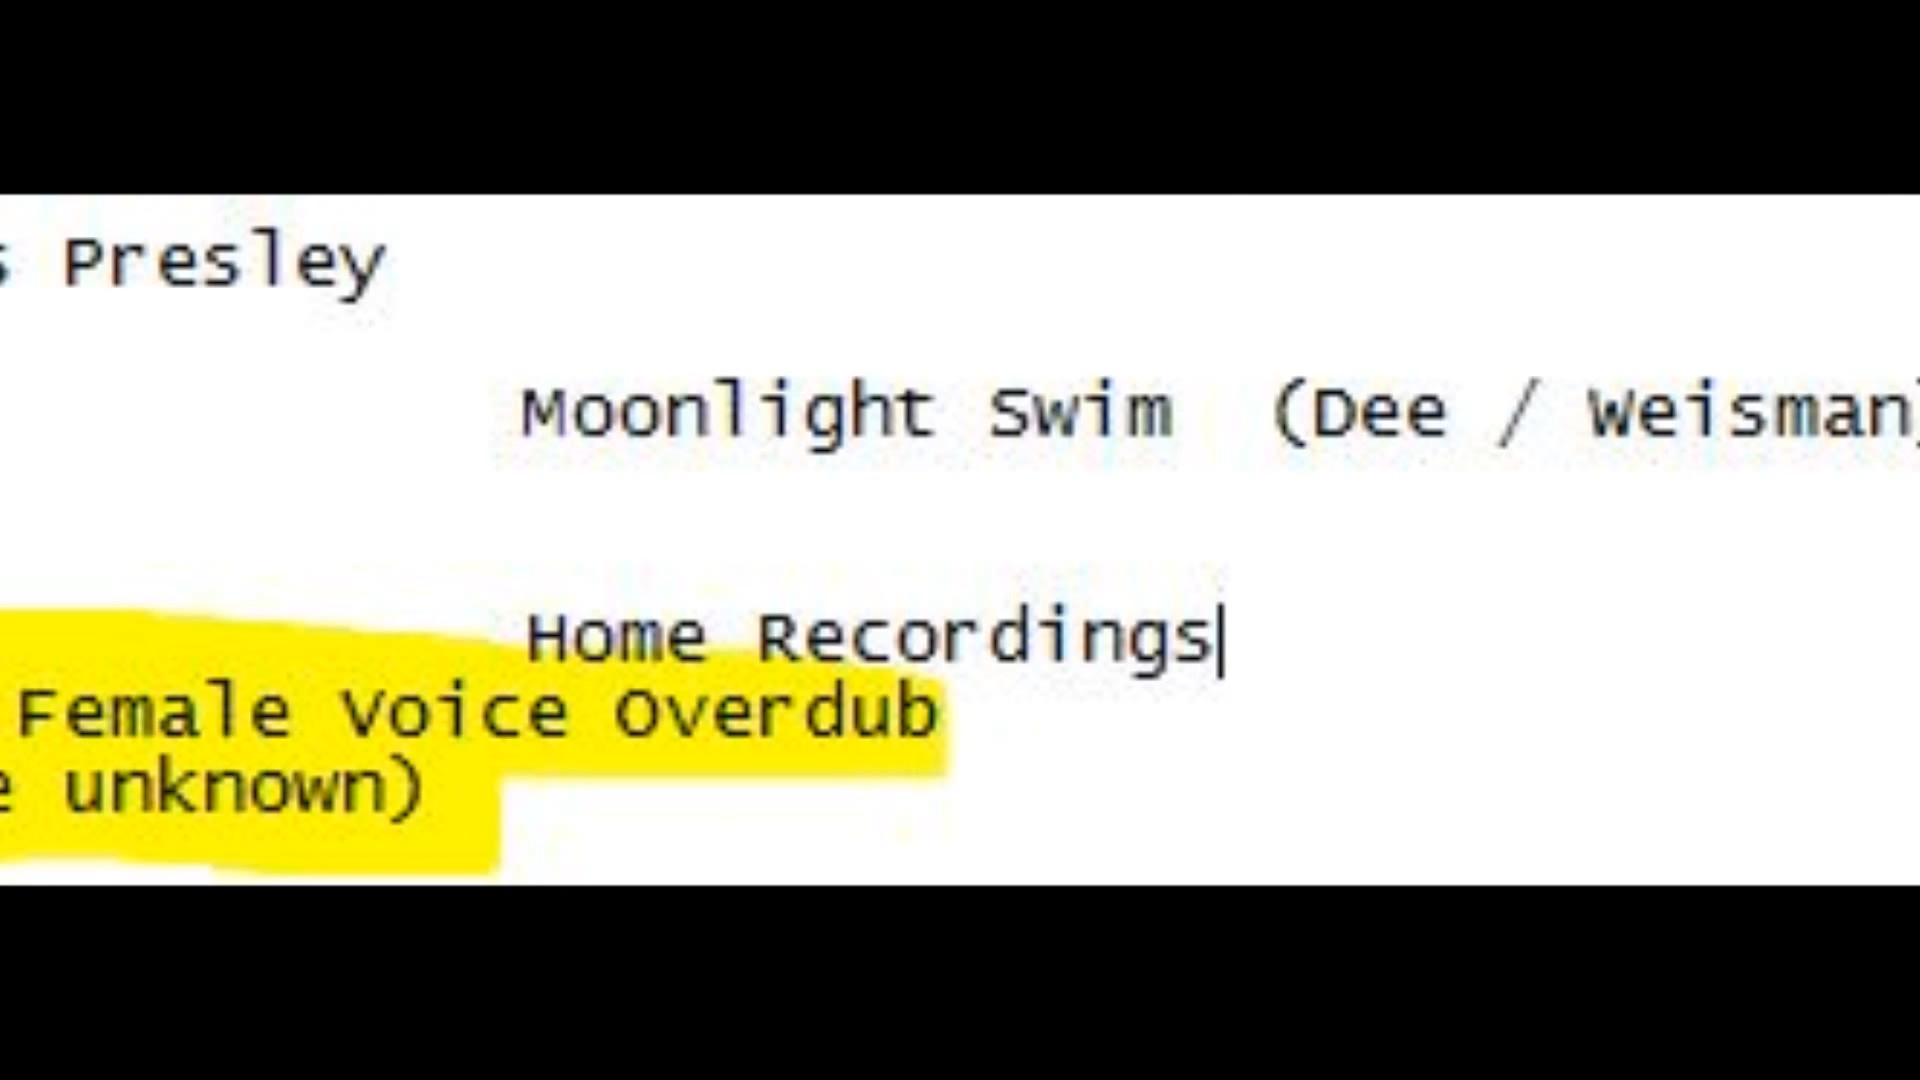 s Presley
Moonlight Swim (Dee / Weisman)
Home Recordings
Female Voice Overdub
e unknown)